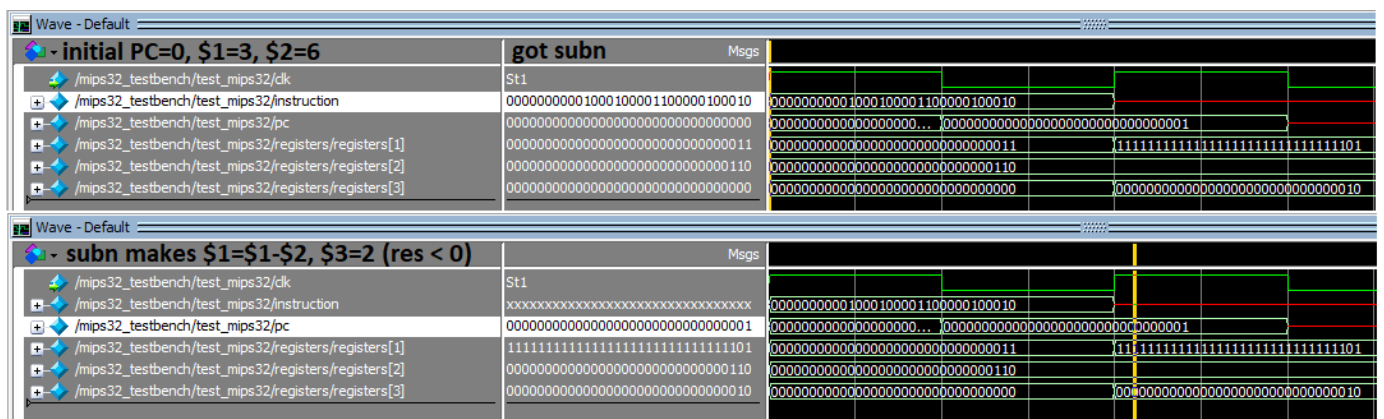 Wave - Default
initial PC=0, $1=3, $2=6 got subn Msgs
/mips32_testbench/test_mips32/clk St1
/mips32_testbench/test_mips32/instruction 00000000001000100001100000100010 00000000001000100001100000100010
/mips32_testbench/test_mips32/pc 00000000000000000000000000000000 0000000000000000000... 00000000000000000000000000000001
/mips32_testbench/test_mips32/registers/registers[1] 00000000000000000000000000000011 00000000000000000000000000000011 11111111111111111111111111111101
/mips32_testbench/test_mips32/registers/registers[2] 00000000000000000000000000000110 00000000000000000000000000000110
/mips32_testbench/test_mips32/registers/registers[3] 00000000000000000000000000000000 00000000000000000000000000000000 00000000000000000000000000000010
Wave - Default
subn makes $1=$1-$2, $3=2 (res < 0) Msgs
/mips32_testbench/test_mips32/clk St1
/mips32_testbench/test_mips32/instruction xxxxxxxxxxxxxxxxxxxxxxxxxxxxxxxx 00000000001000100001100000100010
/mips32_testbench/test_mips32/pc 00000000000000000000000000000001 0000000000000000000... 00000000000000000000000000000001
/mips32_testbench/test_mips32/registers/registers[1] 11111111111111111111111111111101 00000000000000000000000000000011 11111111111111111111111111111101
/mips32_testbench/test_mips32/registers/registers[2] 00000000000000000000000000000110 00000000000000000000000000000110
/mips32_testbench/test_mips32/registers/registers[3] 00000000000000000000000000000010 00000000000000000000000000000000 00000000000000000000000000000010